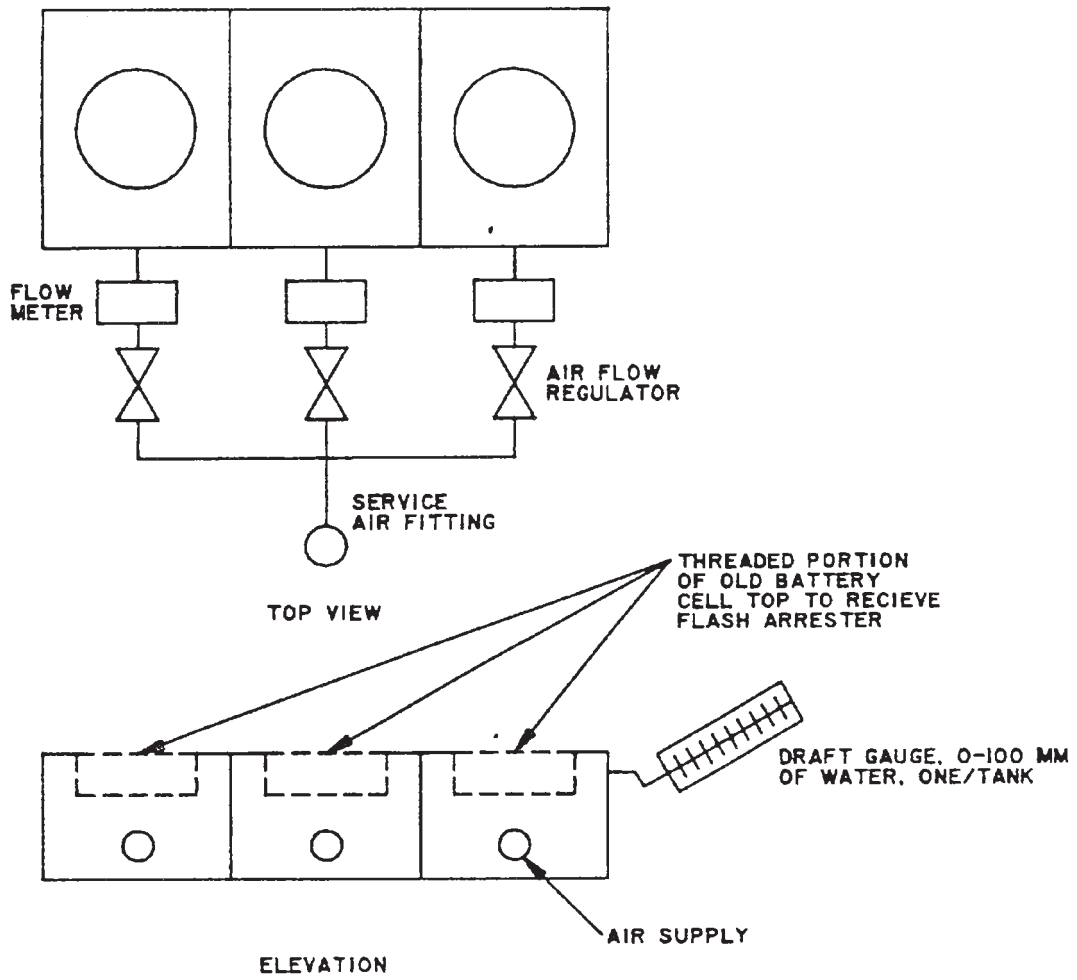 FLOW
METER
AIR FLOW
REGULATOR
SERVICE
AIR FITTING
TOP VIEW
THREADED PORTION
OF OLD BATTERY
CELL TOP TO RECIEVE
FLASH ARRESTER
DRAFT GAUGE, 0-100 MM
OF WATER, ONE/TANK
AIR SUPPLY
ELEVATION